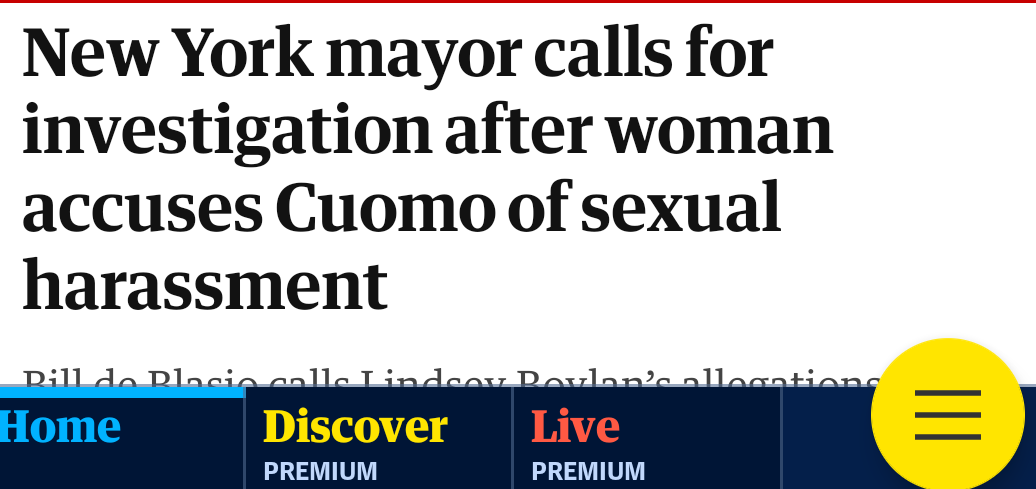 New York mayor calls for
investigation after woman
accuses Cuomo of sexual
harassment
Bill de Blasio calls Lindsey Boylan’s allegations
Home
Discover
Live
PREMIUM
PREMIUM